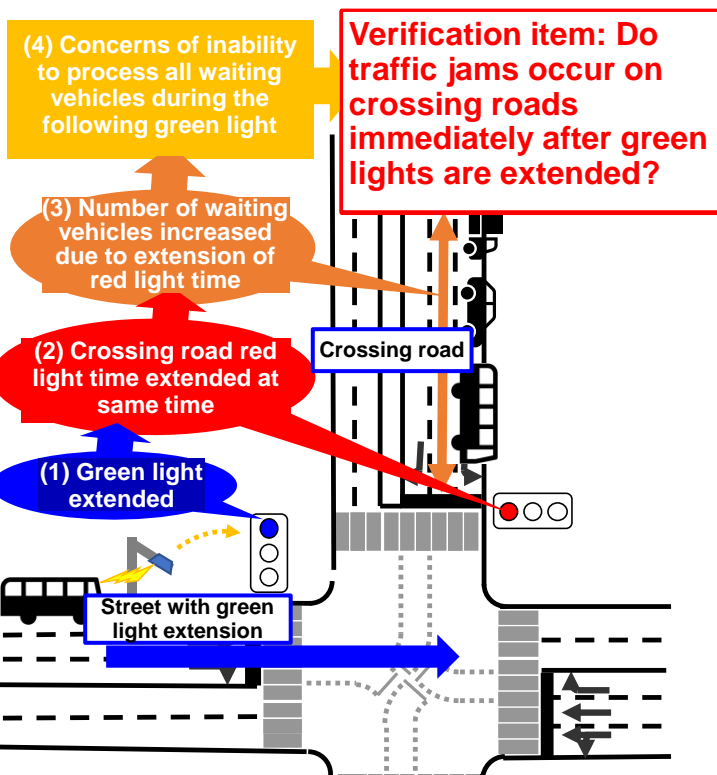 (4) Concerns of inability
to process all waiting
vehicles during the
following green light
Verification item: Do
traffic jams occur on
crossing roads
immediately after green
lights are extended?
(3) Number of waiting
vehicles increased
due to extension of
red light time
(2) Crossing road red
light time extended at
same time
Crossing road
(1) Green light
extended
Street with green
light extension